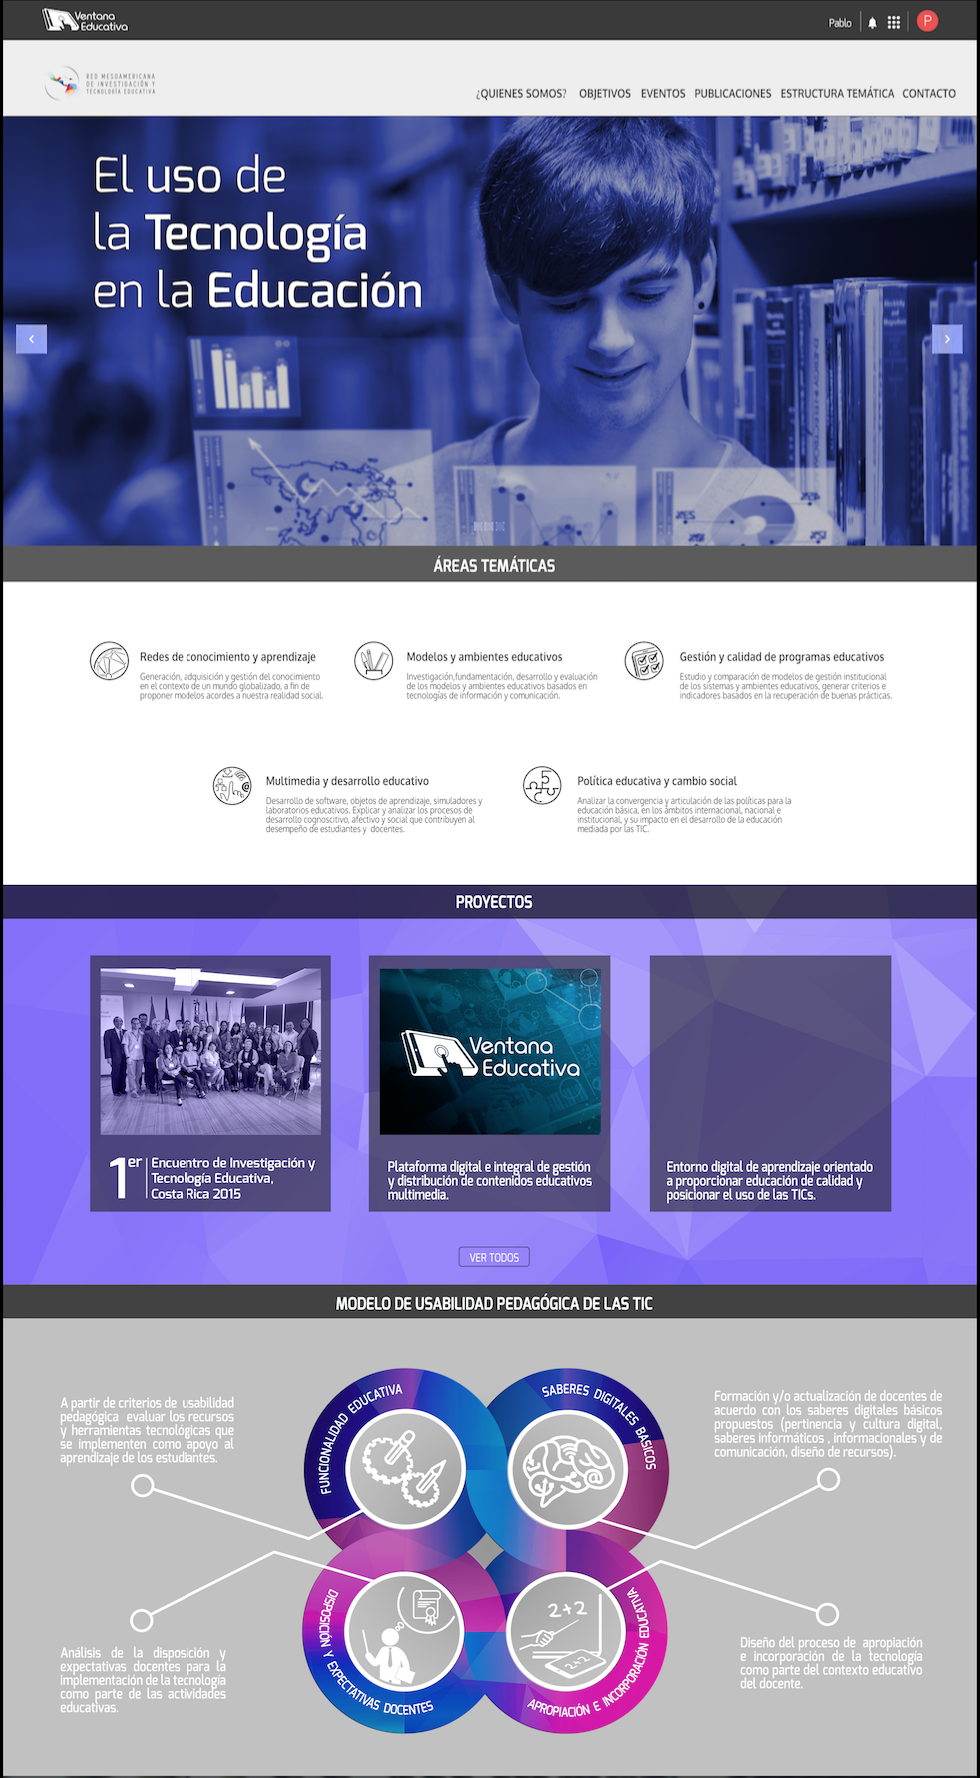 Ventana
Educativa
Pablo
P
RED MESOAMERICANA
DE INVESTIGACIÓN Y
TECNOLOGÍA EDUCATIVA
¿QUIENES SOMOS? OBJETIVOS EVENTOS PUBLICACIONES ESTRUCTURA TEMÁTICA CONTACTO
El uso de
la Tecnología
en la Educación
ÁREAS TEMÁTICAS
Redes de conocimiento y aprendizaje
Generación, adquisición y gestión del conocimiento
en el contexto de un mundo globalizado, a fin de
proponer modelos acordes a nuestra realidad social.
Modelos y ambientes educativos
Investigación,fundamentación, desarrollo y evaluación
de los modelos y ambientes educativos basados en
tecnologías de información y comunicación.
Gestión y calidad de programas educativos
Estudio y comparación de modelos de gestión institucional
de los sistemas y ambientes educativos, generar criterios e
indicadores basados en la recuperación de buenas prácticas.
Multimedia y desarrollo educativo
Desarrollo de software, objetos de aprendizaje, simuladores y
laboratorios educativos. Explicar y analizar los procesos de
desarrollo cognoscitivo, afectivo y social que contribuyen al
desempeño de estudiantes y docentes.
Política educativa y cambio social
Analizar la convergencia y articulación de las políticas para la
educación básica, en los ámbitos internacional, nacional e
institucional, y su impacto en el desarrollo de la educación
mediada por las TIC.
PROYECTOS
1er Encuentro de Investigación y
Tecnología Educativa,
Costa Rica 2015
Ventana
Educativa
Plataforma digital e integral de gestión
y distribución de contenidos educativos
multimedia.
Entorno digital de aprendizaje orientado
a proporcionar educación de calidad y
posicionar el uso de las TICs.
VER TODOS
MODELO DE USABILIDAD PEDAGÓGICA DE LAS TIC
A partir de criterios de usabilidad
pedagógica evaluar los recursos
y herramientas tecnológicas que
se implementen como apoyo al
aprendizaje de los estudiantes.
FUNCIONALIDAD EDUCATIVA
SABERES DIGITALES BASICOS
Formación y/o actualización de docentes de
acuerdo con los saberes digitales básicos
propuestos (pertinencia y cultura digital,
saberes informáticos , informacionales y de
comunicación, diseño de recursos).
Análisis de la disposición y
expectativas docentes para la
implementación de la tecnología
como parte de las actividades
educativas.
DISPOSICIÓN Y EXPECTATIVAS DOCENTES
2+2
2+2
APROPIACIÓN E INCORPORACIÓN EDUCATIVA
Diseño del proceso de apropiación
e incorporación de la tecnología
como parte del contexto educativo
del docente.